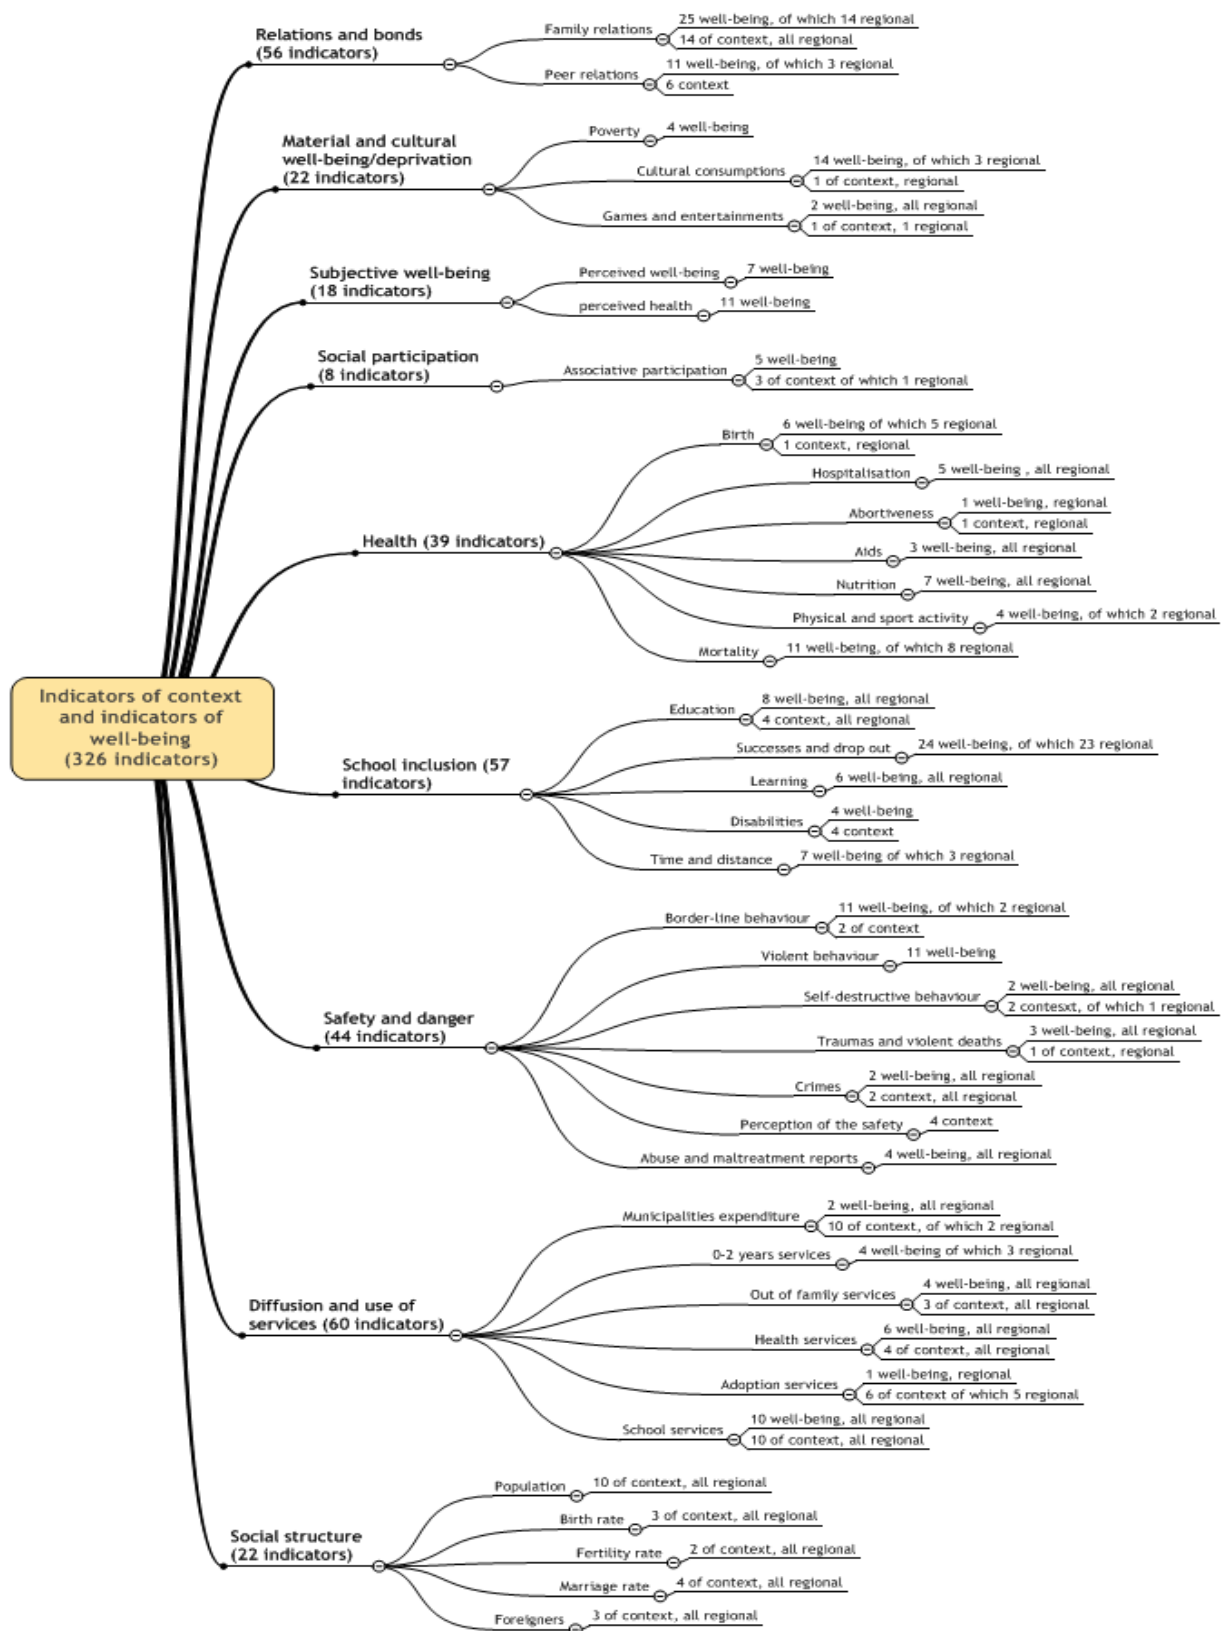 Relations and bonds
(56 indicators)
Family relations
25 well-being, of which 14 regional
14 of context, all regional
Peer relations
11 well-being, of which 3 regional
6 context
Material and cultural
well-being/deprivation
(22 indicators)
Poverty
4 well-being
Cultural consumptions
14 well-being, of which 3 regional
1 of context, regional
Games and entertainments
2 well-being, all regional
1 of context, 1 regional
Subjective well-being
(18 indicators)
Perceived well-being
7 well-being
perceived health
11 well-being
Social participation
(8 indicators)
Associative participation
5 well-being
3 of context of which 1 regional
Health (39 indicators)
Birth
6 well-being of which 5 regional
1 context, regional
Hospitalisation
5 well-being , all regional
Abortiveness
1 well-being, regional
1 context, regional
Aids
3 well-being, all regional
Nutrition
7 well-being, all regional
Physical and sport activity
4 well-being, of which 2 regional
Mortality
11 well-being, of which 8 regional
Indicators of context
and indicators of
well-being
(326 indicators)
School inclusion (57
indicators)
Education
8 well-being, all regional
4 context, all regional
Successes and drop out
24 well-being, of which 23 regional
Learning
6 well-being, all regional
Disabilities
4 well-being
4 context
Time and distance
7 well-being of which 3 regional
Safety and danger
(44 indicators)
Border-line behaviour
11 well-being, of which 2 regional
2 of context
Violent behaviour
11 well-being
Self-destructive behaviour
2 well-being, all regional
2 contesxt, of which 1 regional
Traumas and violent deaths
3 well-being, all regional
1 of context, regional
Crimes
2 well-being, all regional
2 context, all regional
Perception of the safety
4 context
Abuse and maltreatment reports
4 well-being, all regional
Diffusion and use of
services (60 indicators)
Municipalities expenditure
2 well-being, all regional
10 of context, of which 2 regional
0-2 years services
4 well-being of which 3 regional
Out of family services
4 well-being, all regional
3 of context, all regional
Health services
6 well-being, all regional
4 of context, all regional
Adoption services
1 well-being, regional
6 of context of which 5 regional
School services
10 well-being, all regional
10 of context, all regional
Social structure
(22 indicators)
Population
10 of context, all regional
Birth rate
3 of context, all regional
Fertility rate
2 of context, all regional
Marriage rate
4 of context, all regional
Foreigners
3 of context, all regional